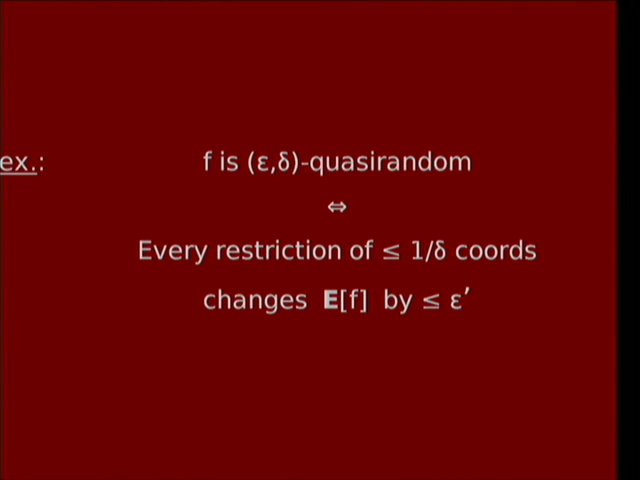 ex.: f is (ε,δ)-quasirandom
⇔
Every restriction of ≤ 1/δ coords
changes E[f] by ≤ ε′